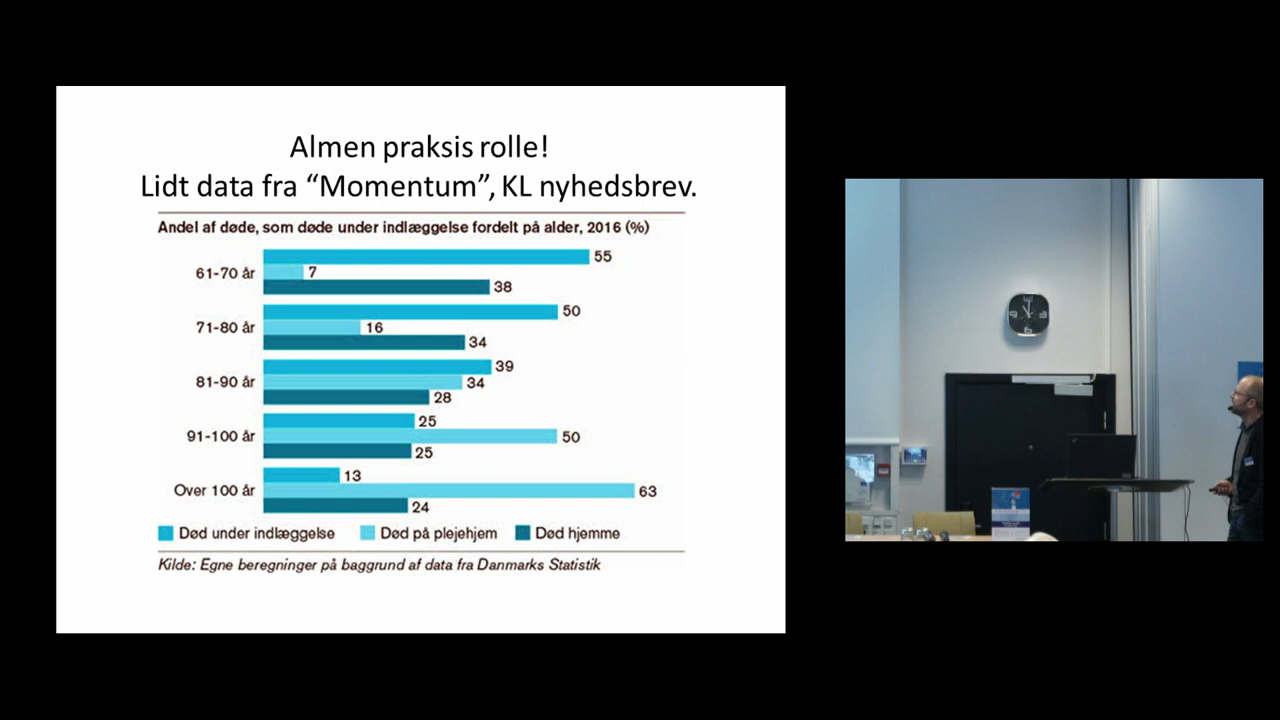 Almen praksis rolle!
Lidt data fra “Momentum”, KL nyhedsbrev.
Andel af døde, som døde under indlæggelse fordelt på alder, 2016 (%)
61-70 år
55
7
38
71-80 år
50
16
34
81-90 år
39
34
28
91-100 år
25
50
25
Over 100 år
13
63
24
Død under indlæggelse
Død på plejehjem
Død hjemme
Kilde: Egne beregninger på baggrund af data fra Danmarks Statistik